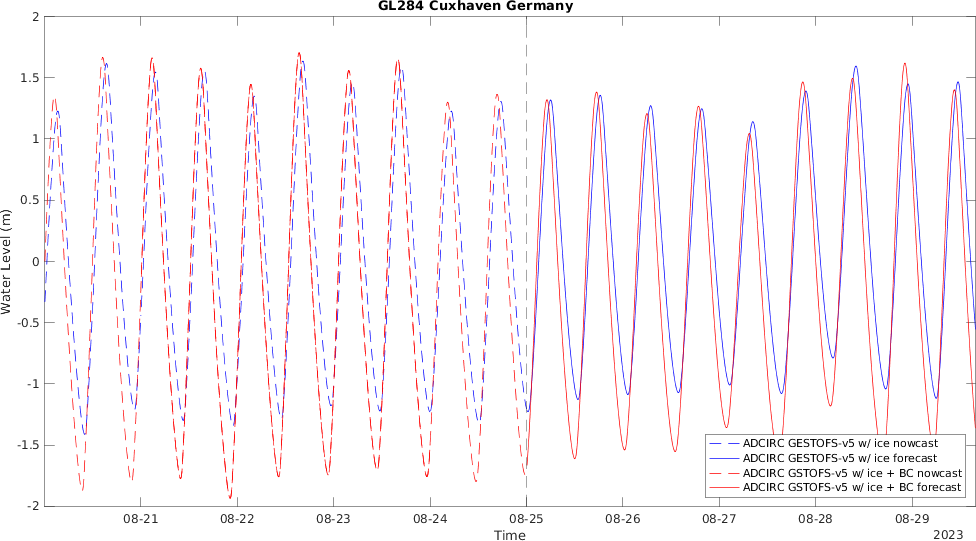 GL284 Cuxhaven Germany
Water Level (m)
2
1.5
1
0.5
0
-0.5
-1
-1.5
-2
ADCIRC GESTOFS-v5 w/ ice nowcast
ADCIRC GESTOFS-v5 w/ ice forecast
ADCIRC GSTOFS-v5 w/ ice + BC nowcast
ADCIRC GSTOFS-v5 w/ ice + BC forecast
08-21 08-22 08-23 08-24 08-25 08-26 08-27 08-28 08-29
Time
2023